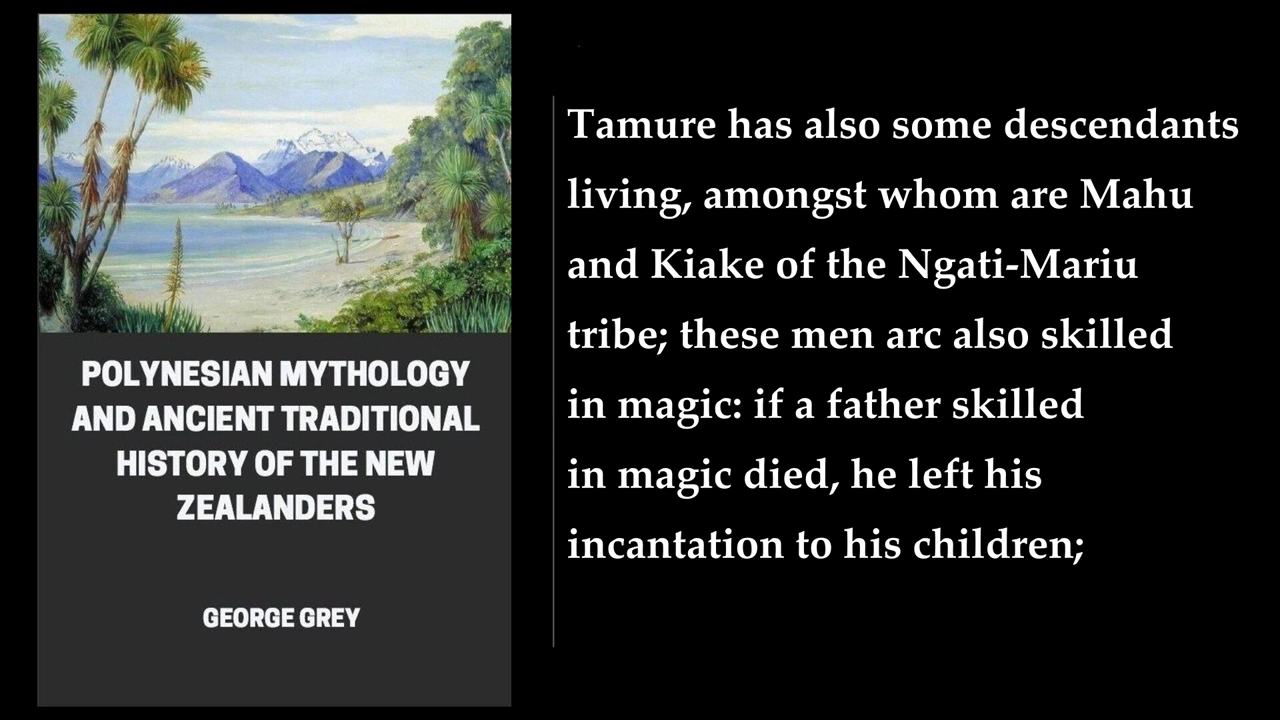 POLYNESIAN MYTHOLOGY
AND ANCIENT TRADITIONAL
HISTORY OF THE NEW
ZEALANDERS
GEORGE GREY
Tamure has also some descendants
living, amongst whom are Mahu
and Kiake of the Ngati-Mariu
tribe; these men arc also skilled
in magic: if a father skilled
in magic died, he left his
incantation to his children;